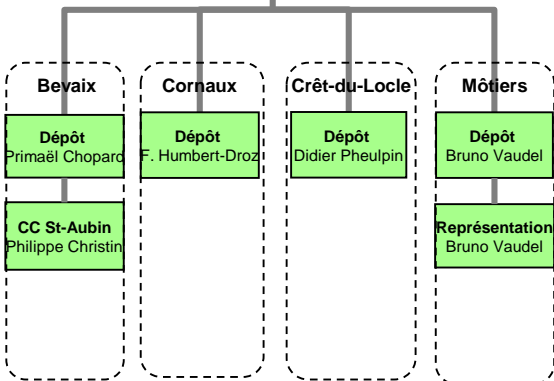 Bevaix
Dépôt
Primaël Chopard
CC St-Aubin
Philippe Christin
Cornaux
Dépôt
F. Humbert-Droz
Crêt-du-Locle
Dépôt
Didier Pheulpin
Môtiers
Dépôt
Bruno Vaudel
Représentation
Bruno Vaudel